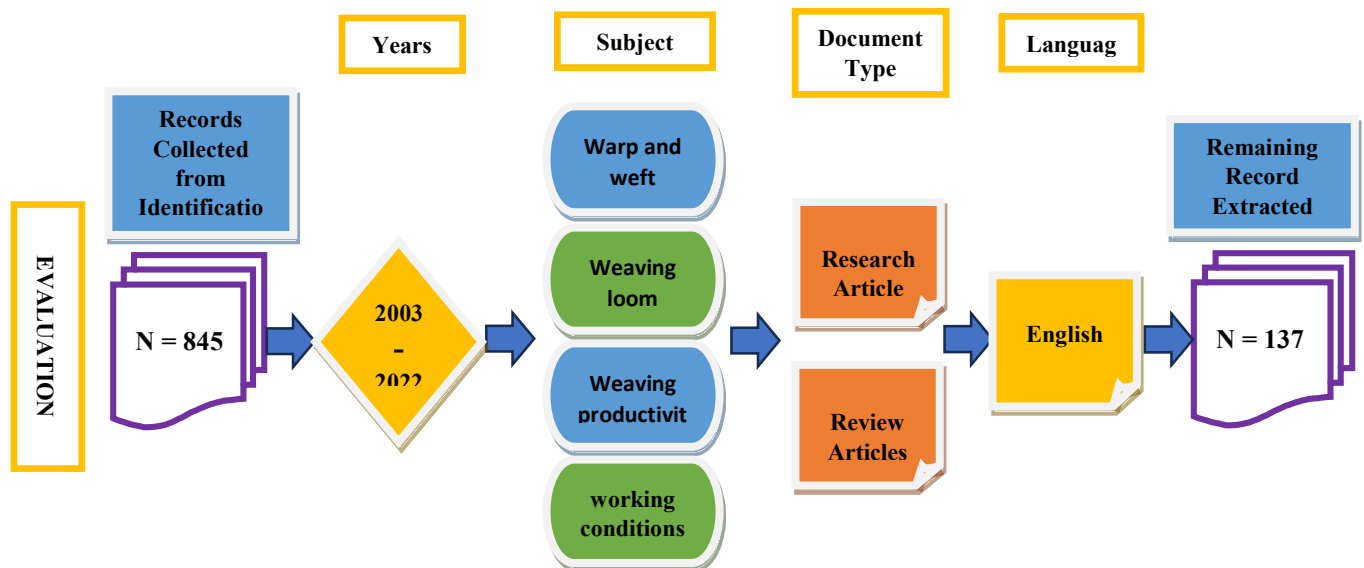 Years
Subject
Document
Type
Languag
Records
Collected
from
Identificatio
Warp and
weft
Remaining
Record
Extracted
EVALUATION
N = 845
2003
–
2022
Weaving
loom
Research
Article
English
N = 137
Weaving
productivit
Review
Articles
working
conditions